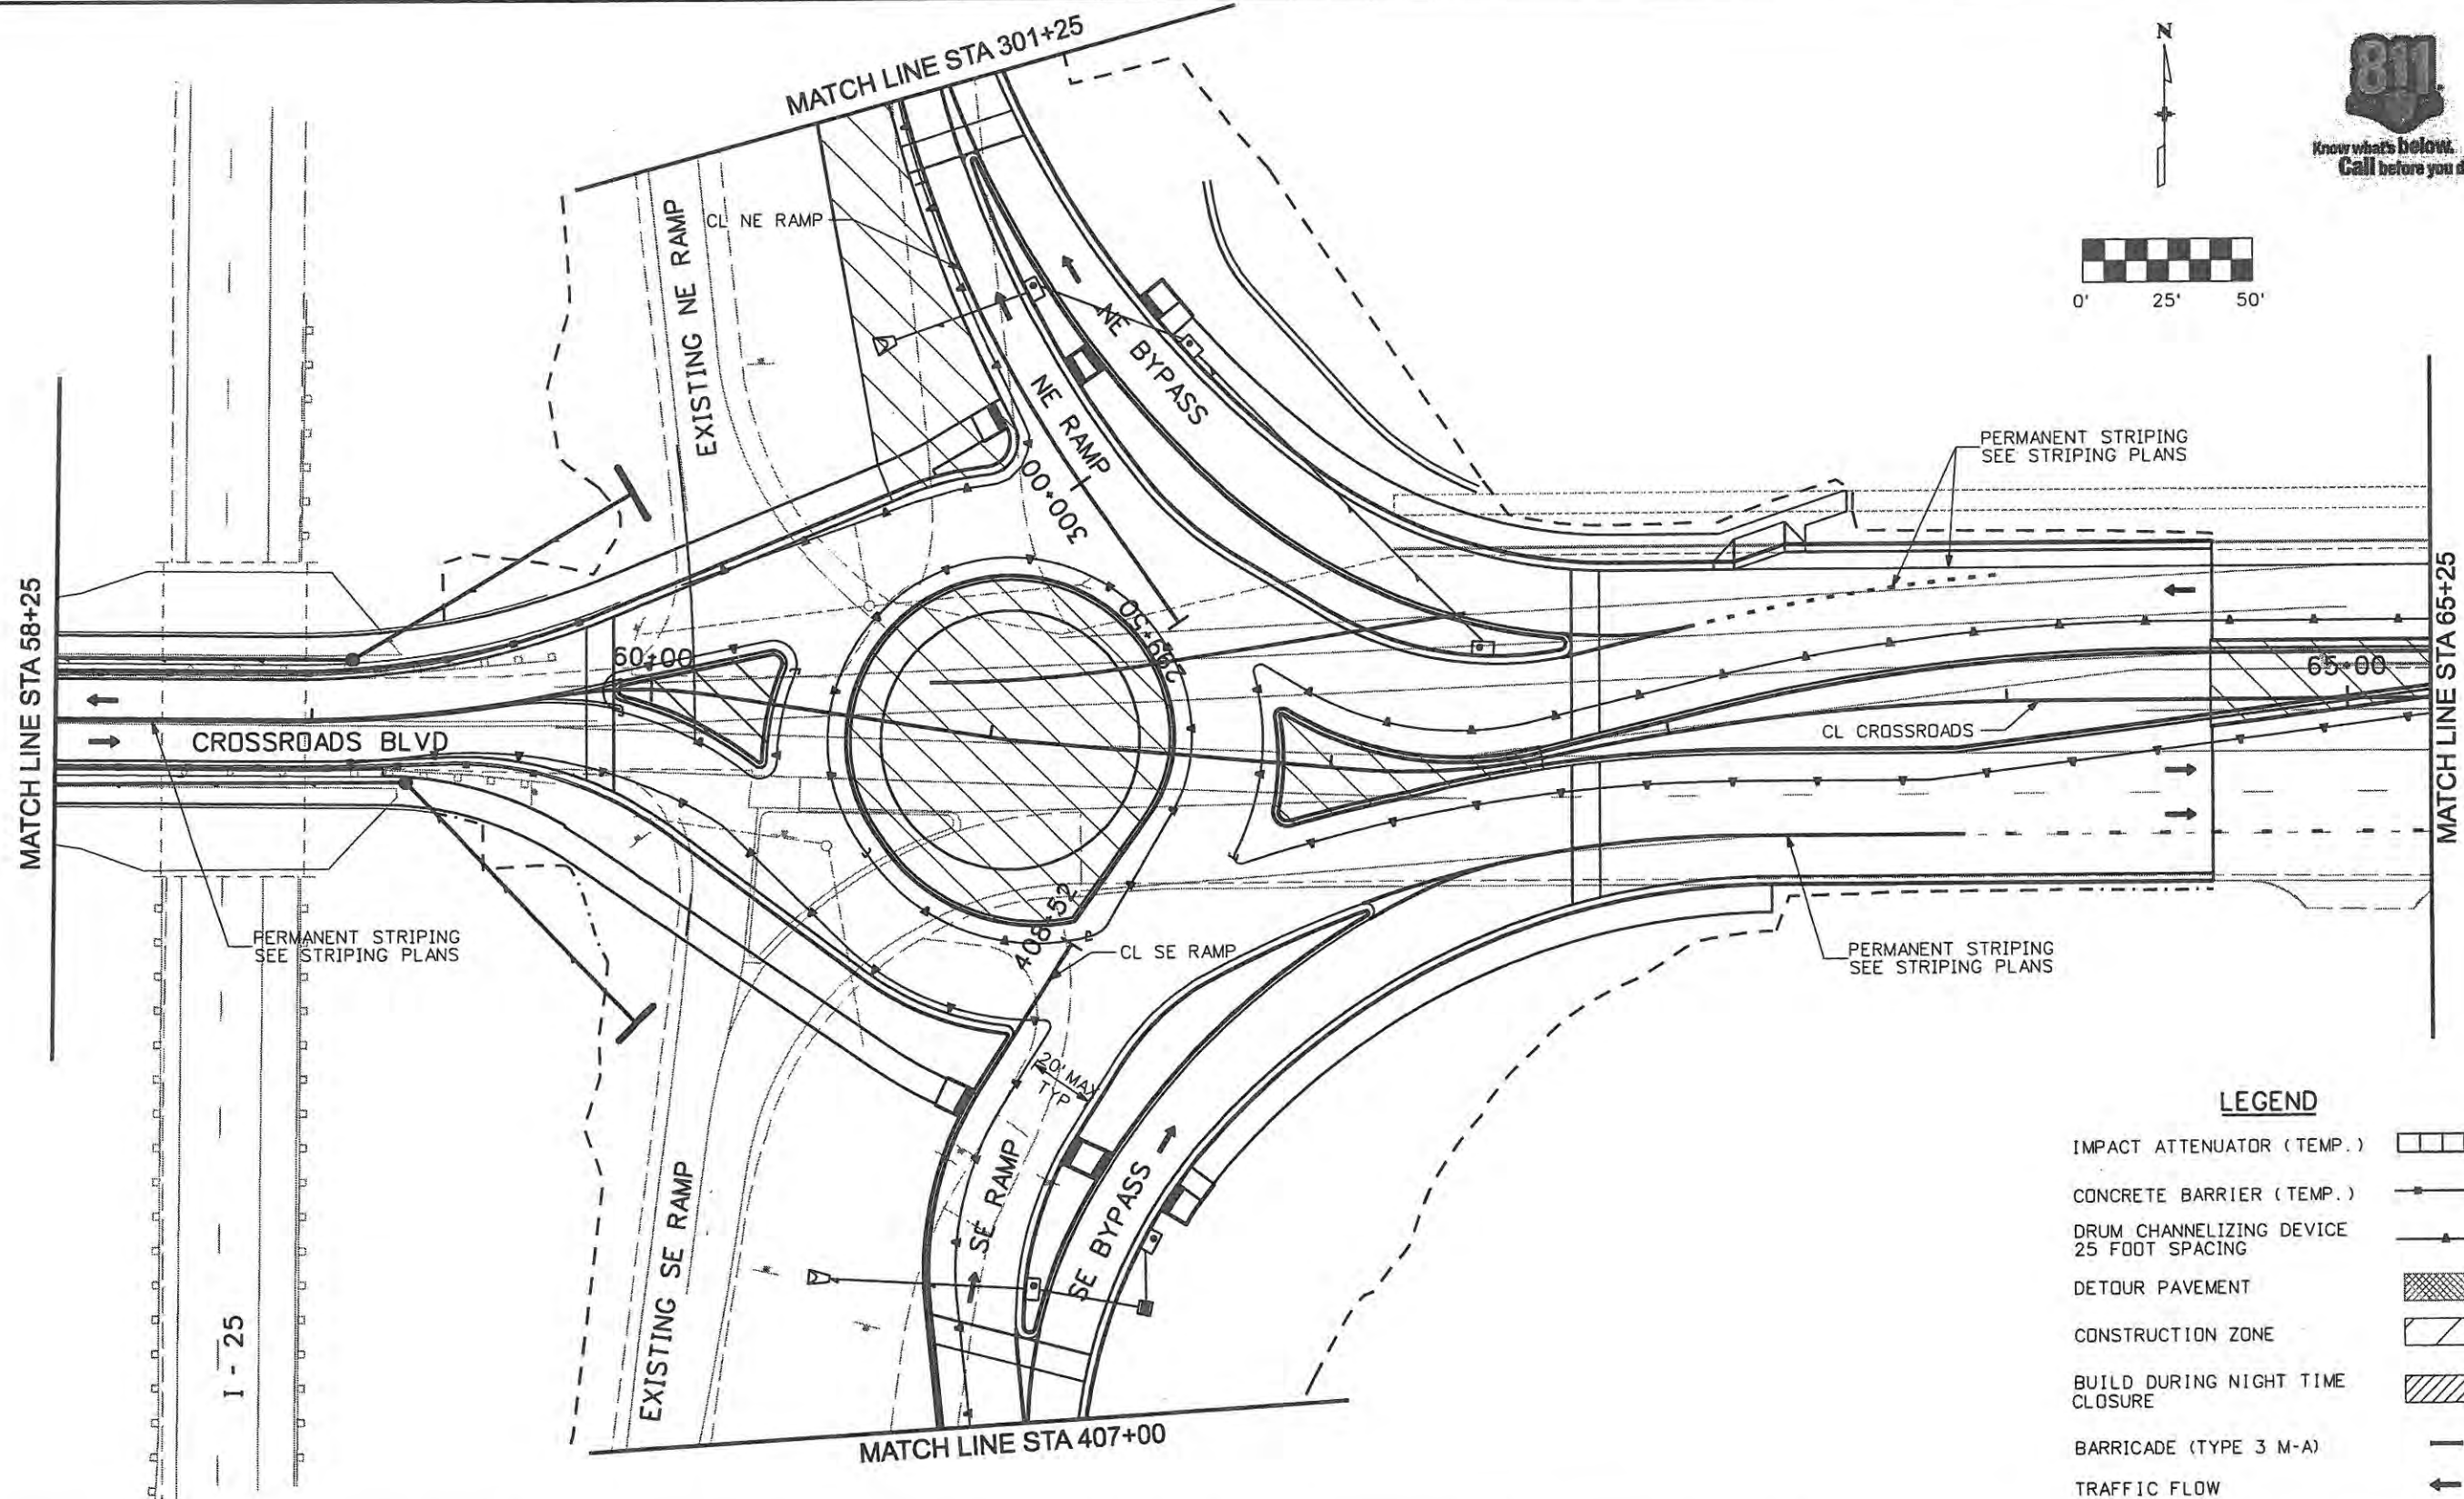 MATCH LINE STA 301+25
N
811
Know what's below.
Call before you d
0' 25' 50'
CL NE RAMP
EXISTING NE RAMP
NE BYPASS
NE RAMP
300+00
299+50
PERMANENT STRIPING
SEE STRIPING PLANS
MATCH LINE STA 58+25
MATCH LINE STA 65+25
60+00
65+00
CL CROSSROADS
CROSSROADS BLVD
PERMANENT STRIPING
SEE STRIPING PLANS
408+52
CL SE RAMP
PERMANENT STRIPING
SEE STRIPING PLANS
20' MAX
TYP
SE RAMP
SE BYPASS
EXISTING SE RAMP
I - 25
MATCH LINE STA 407+00
LEGEND
IMPACT ATTENUATOR (TEMP.)
CONCRETE BARRIER (TEMP.)
DRUM CHANNELIZING DEVICE
25 FOOT SPACING
DETOUR PAVEMENT
CONSTRUCTION ZONE
BUILD DURING NIGHT TIME
CLOSURE
BARRICADE (TYPE 3 M-A)
TRAFFIC FLOW